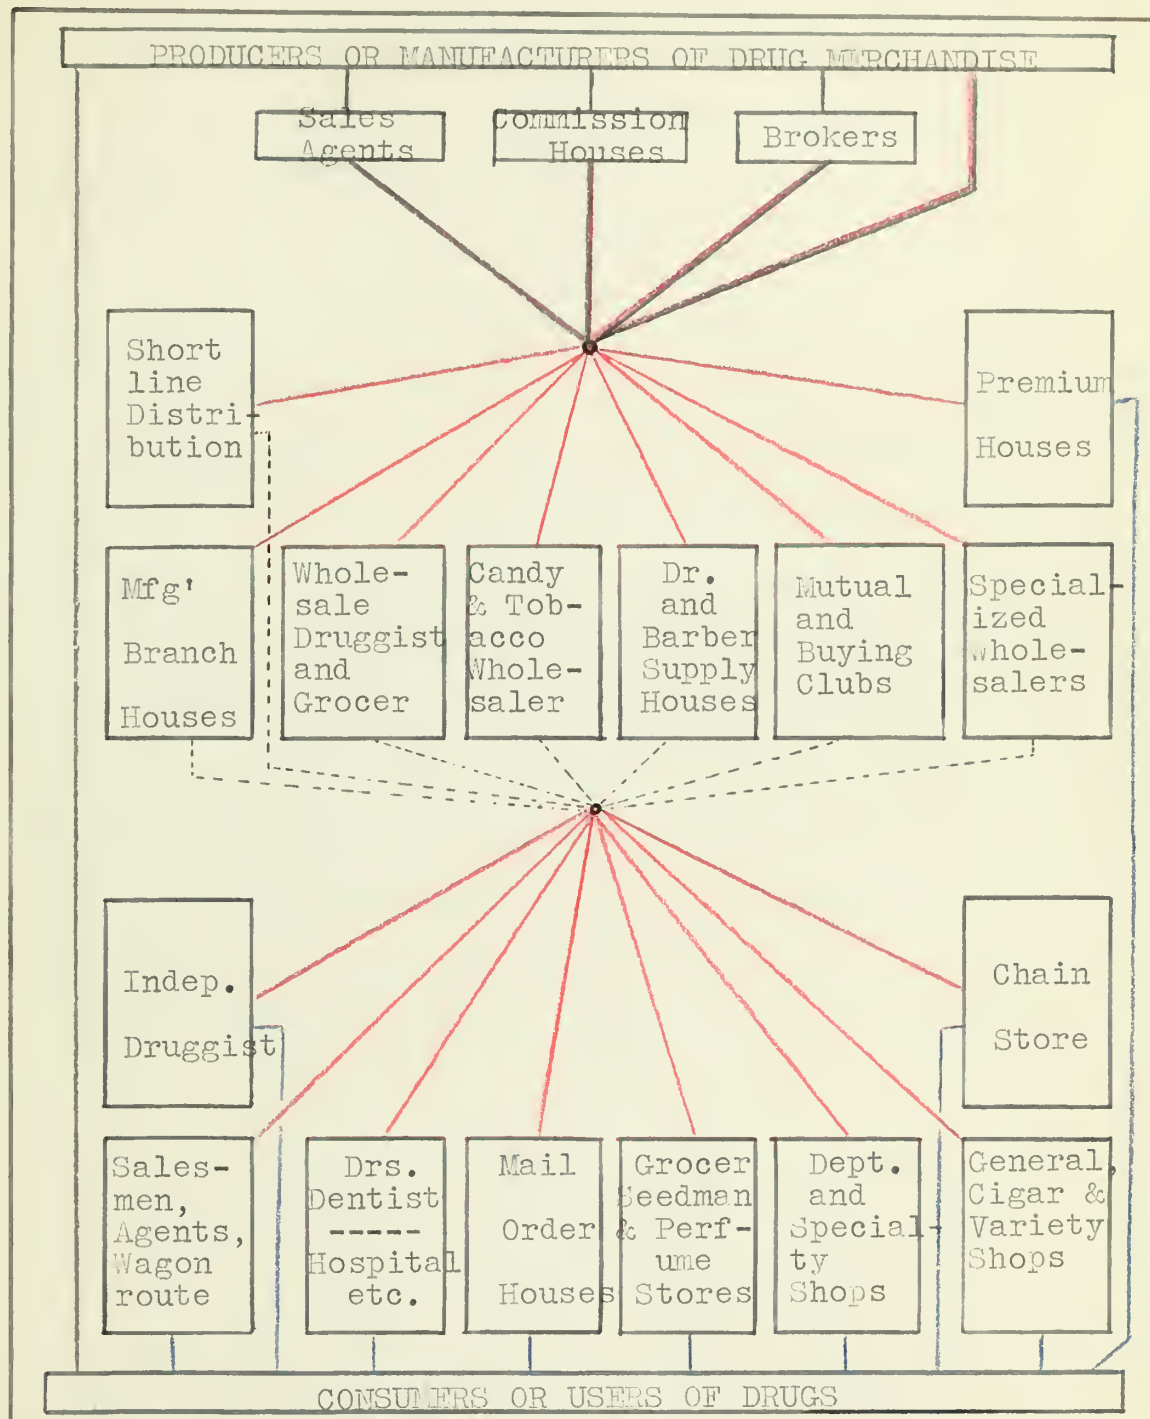 PRODUCERS OR MANUFACTURERS OF DRUG MERCHANDISE
Sales
Agents
Commission
Houses
Brokers
Short
line
Distri-
bution
Premium
Houses
Mfg'
Branch
Houses
Whole-
sale
Druggist
and
Grocer
Candy
& Tob-
acco
Whole-
saler
Dr.
and
Barber
Supply
Houses
Mutual
and
Buying
Clubs
Special-
ized
Whole-
salers
Indep.
Druggist
Chain
Store
Sales-
men,
Agents,
Wagon
route
Drs.
Dentist
-----
Hospital
etc.
Mail
Order
Houses
Grocer
Seedman
& Perf-
ume
Stores
Dept.
and
Special-
ty
Shops
General,
Cigar &
Variety
Shops
CONSUMERS OR USERS OF DRUGS